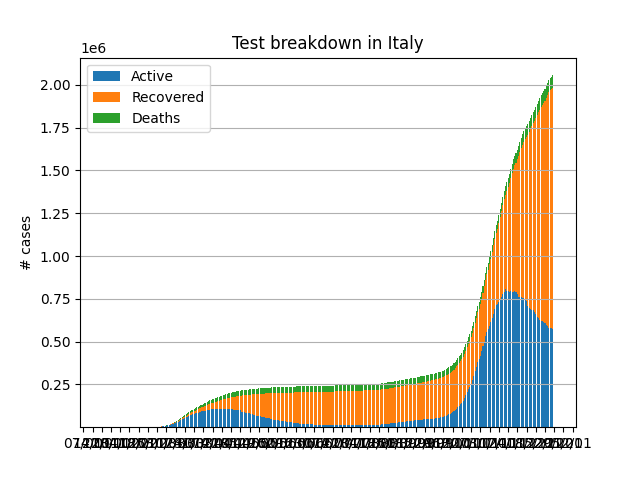 Test breakdown in Italy
1e6
Active
Recovered
Deaths
2.00
1.75
1.50
1.25
1.00
0.75
0.50
0.25
# cases